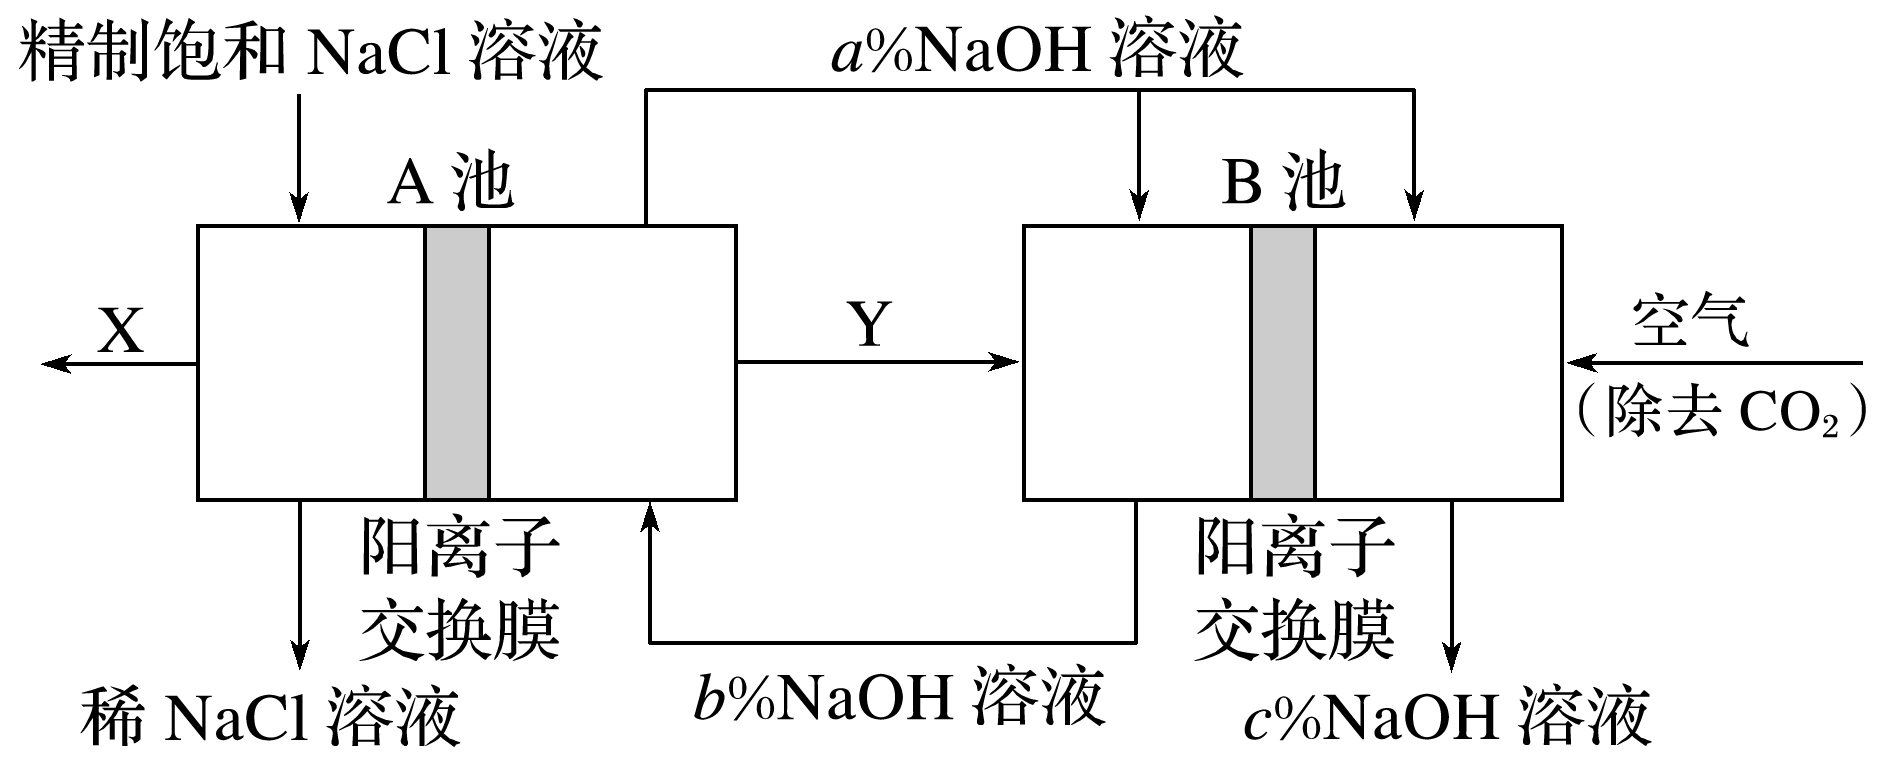 精制饱和 NaCl 溶液
a%NaOH 溶液
A 池
B 池
X
Y
空气
（除去 CO₂）
阳离子
交换膜
阳离子
交换膜
稀 NaCl 溶液
b%NaOH 溶液
c%NaOH 溶液